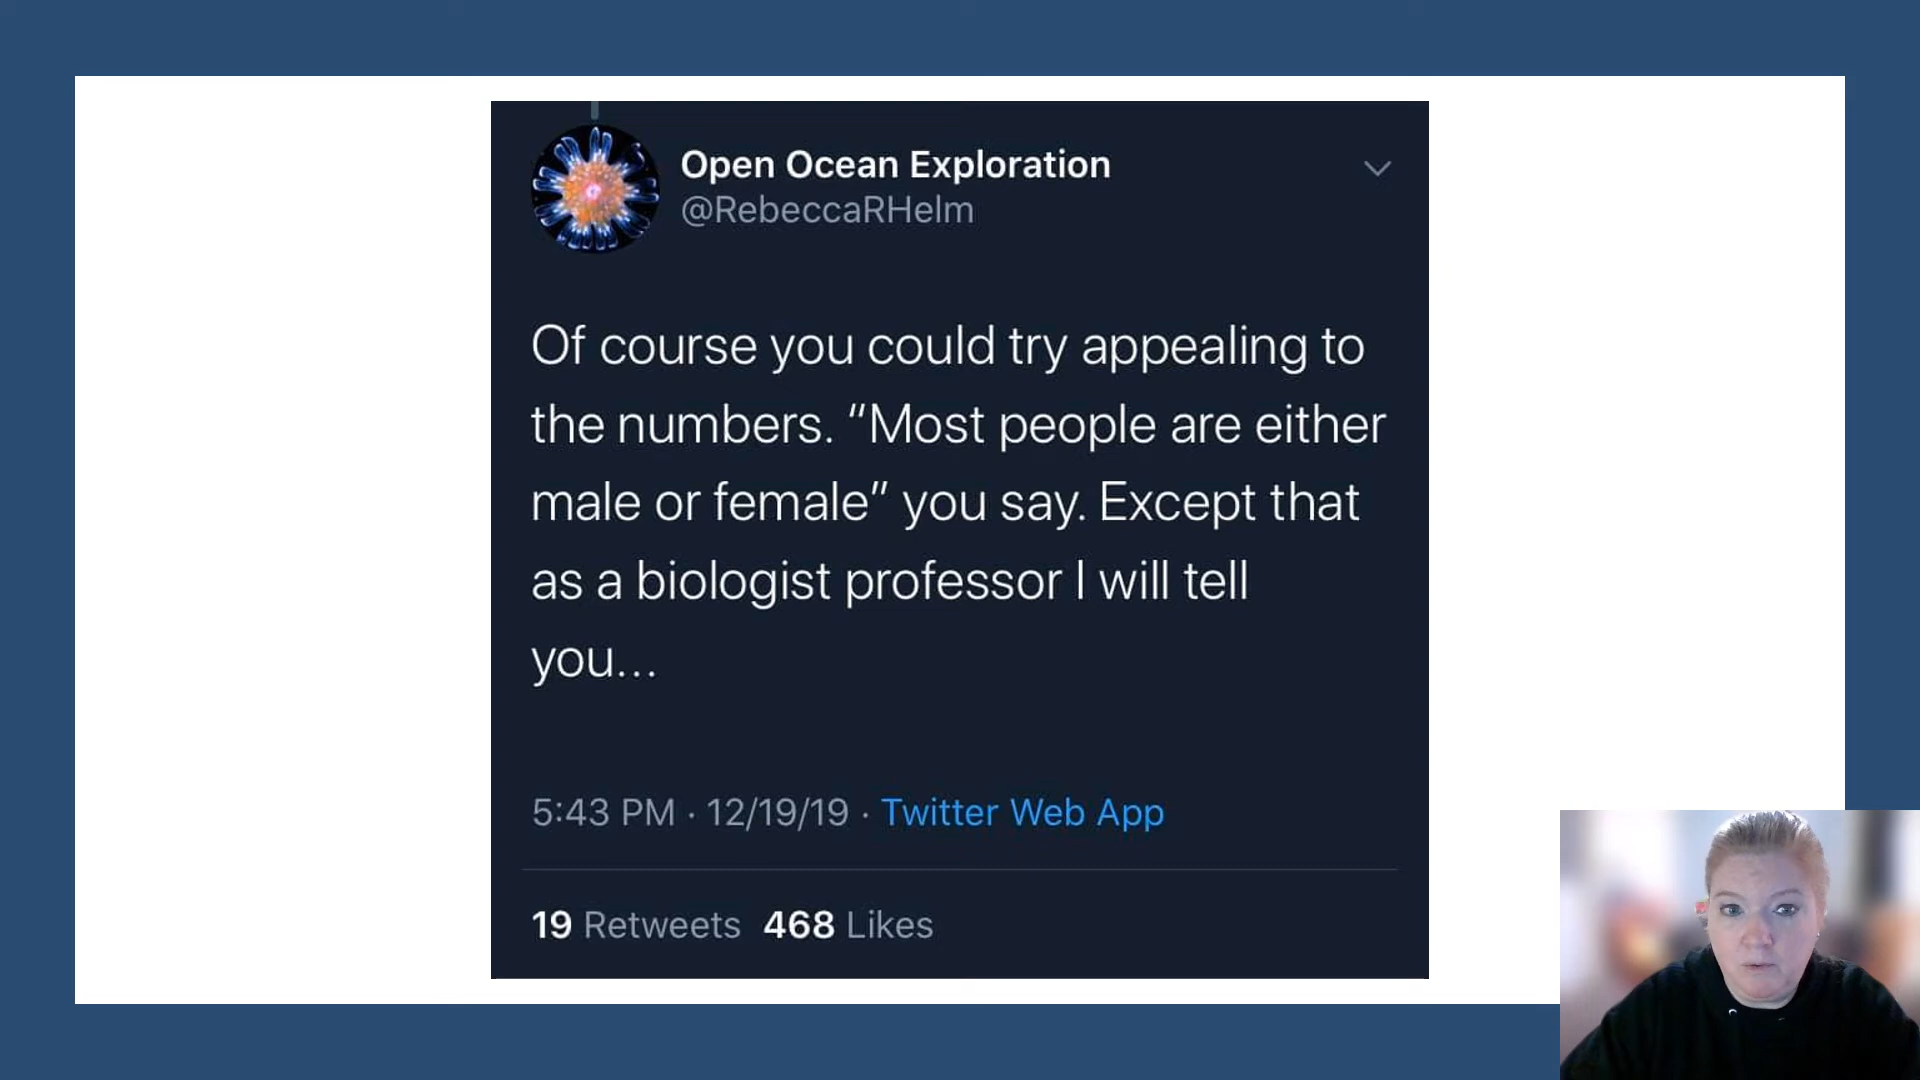 Open Ocean Exploration
@RebeccaRHelm
Of course you could try appealing to
the numbers. “Most people are either
male or female” you say. Except that
as a biologist professor I will tell
you...
5:43 PM · 12/19/19 · Twitter Web App
19 Retweets 468 Likes